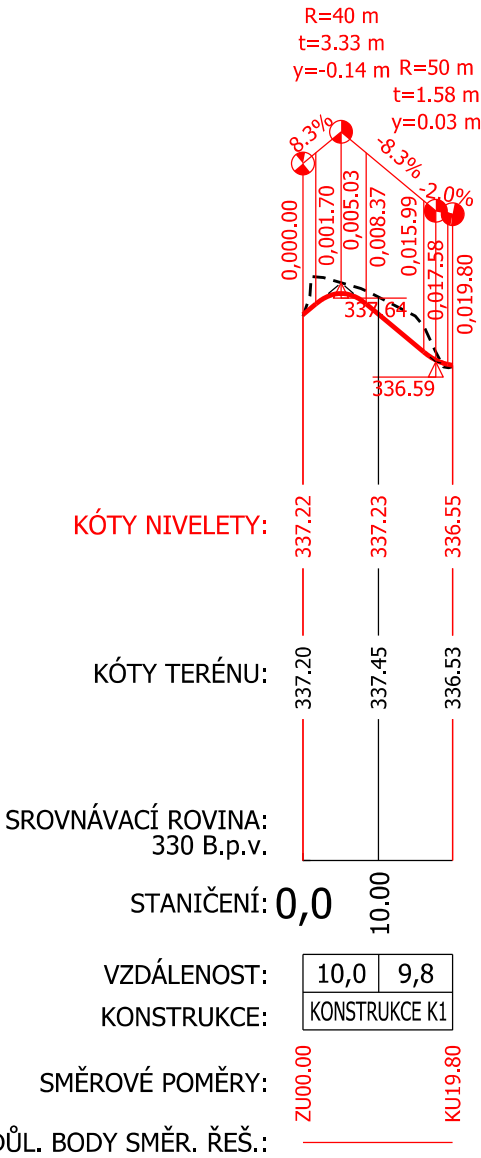 R=40 m
t=3.33 m
y=-0.14 m
R=50 m
t=1.58 m
y=0.03 m
8.3%
-8.3%
-2.0%
0,000.00
0,001.70
0,005.03
0,008.37
0,015.99
0,017.58
0,019.80
337.64
336.59
KÓTY NIVELETY: 337.22 337.23 336.55
KÓTY TERÉNU: 337.20 337.45 336.53
SROVNÁVACÍ ROVINA:
330 B.p.v.
STANIČENÍ: 0,0 10.00
VZDÁLENOST: 10,0 9,8
KONSTRUKCE: KONSTRUKCE K1
SMĚROVÉ POMĚRY: ZU00.00 KU19.80
BODY SMĚR. ŘEŠ.: